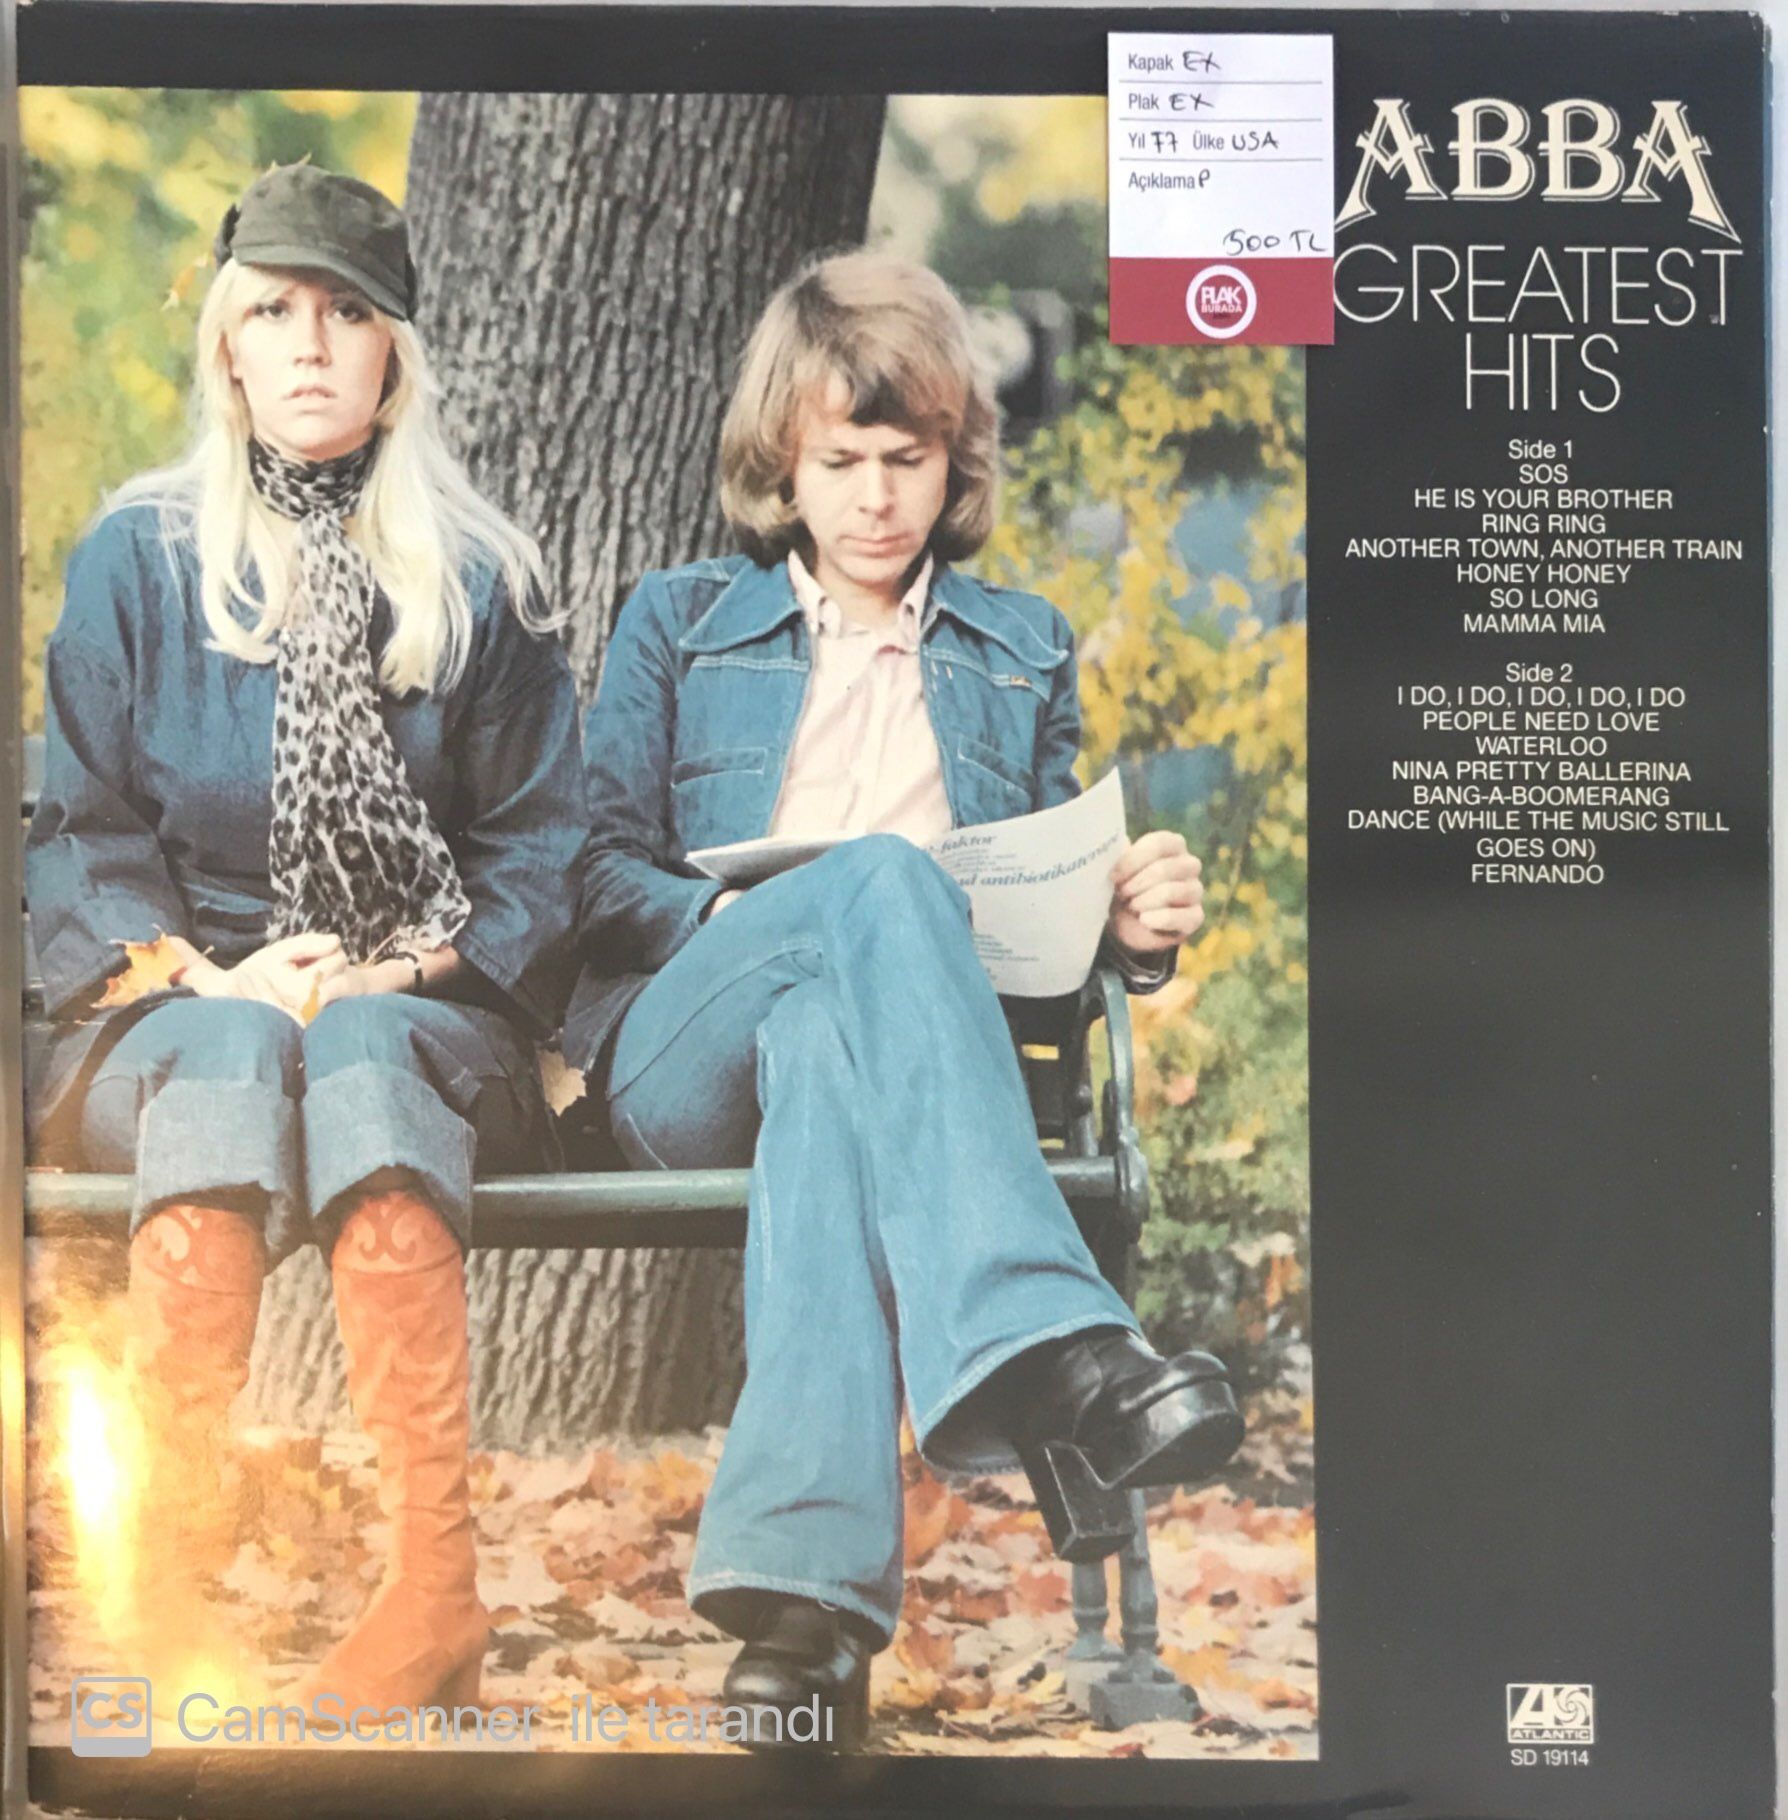 Kapak EX
Plak EX
Yıl 77 Ülke USA
Açıklama P
500 TL
PLAK
BURADA
ABBA
GREATEST
HITS
Side 1
SOS
HE IS YOUR BROTHER
RING RING
ANOTHER TOWN, ANOTHER TRAIN
HONEY HONEY
SO LONG
MAMMA MIA
Side 2
I DO, I DO, I DO, I DO, I DO
PEOPLE NEED LOVE
WATERLOO
NINA PRETTY BALLERINA
BANG-A-BOOMERANG
DANCE (WHILE THE MUSIC STILL
GOES ON)
FERNANDO
faktor
antibiotikaterapi
ATLANTIC
SD 19114
CS CamScanner ile tarandı